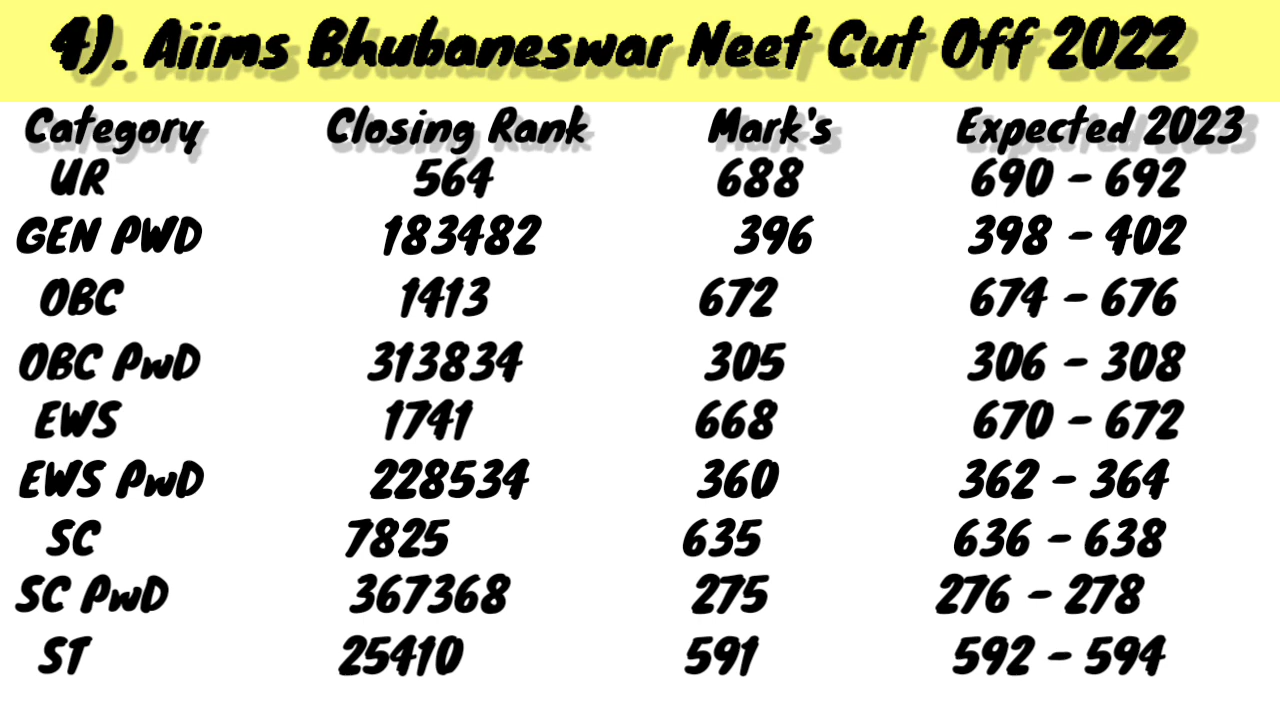 4). Aiims Bhubaneswar Neet Cut Off 2022
Category Closing Rank Mark's Expected 2023
UR 564 688 690 - 692
GEN PWD 183482 396 398 - 402
OBC 1413 672 674 - 676
OBC PwD 313834 305 306 - 308
EWS 1741 668 670 - 672
EWS PwD 228534 360 362 - 364
SC 7825 635 636 - 638
SC PwD 367368 275 276 - 278
ST 25410 591 592 - 594